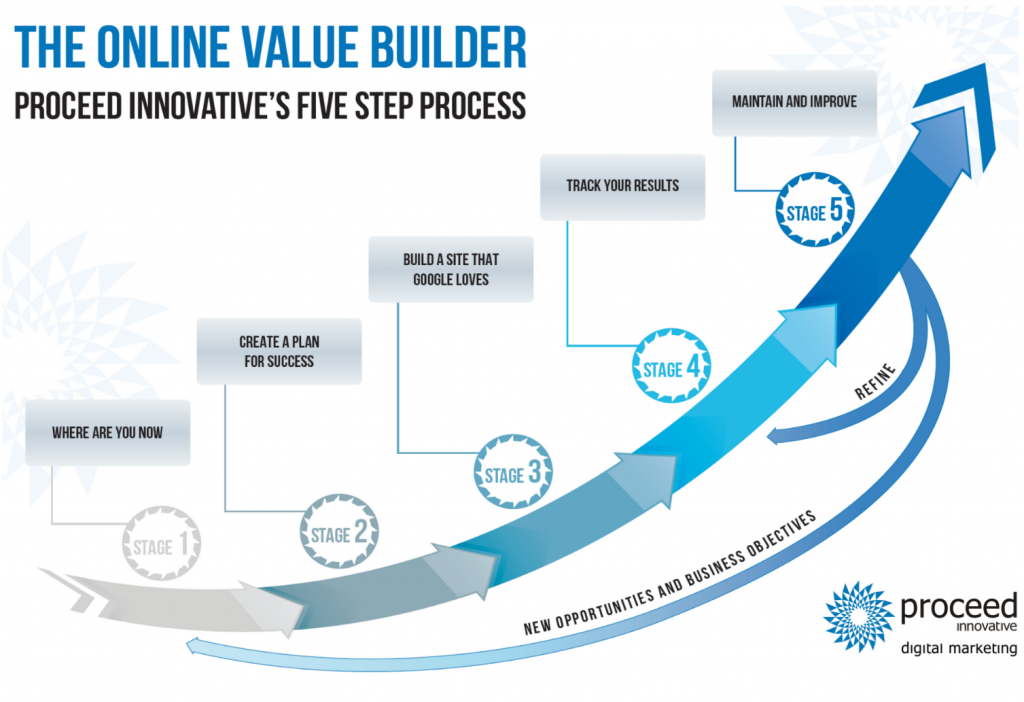 THE ONLINE VALUE BUILDER
PROCEED INNOVATIVE'S FIVE STEP PROCESS
MAINTAIN AND IMPROVE
STAGE 5
TRACK YOUR RESULTS
STAGE 4
BUILD A SITE THAT
GOOGLE LOVES
STAGE 3
CREATE A PLAN
FOR SUCCESS
STAGE 2
WHERE ARE YOU NOW
STAGE 1
REFINE
NEW OPPORTUNITIES AND BUSINESS OBJECTIVES
proceed
innovative
digital marketing